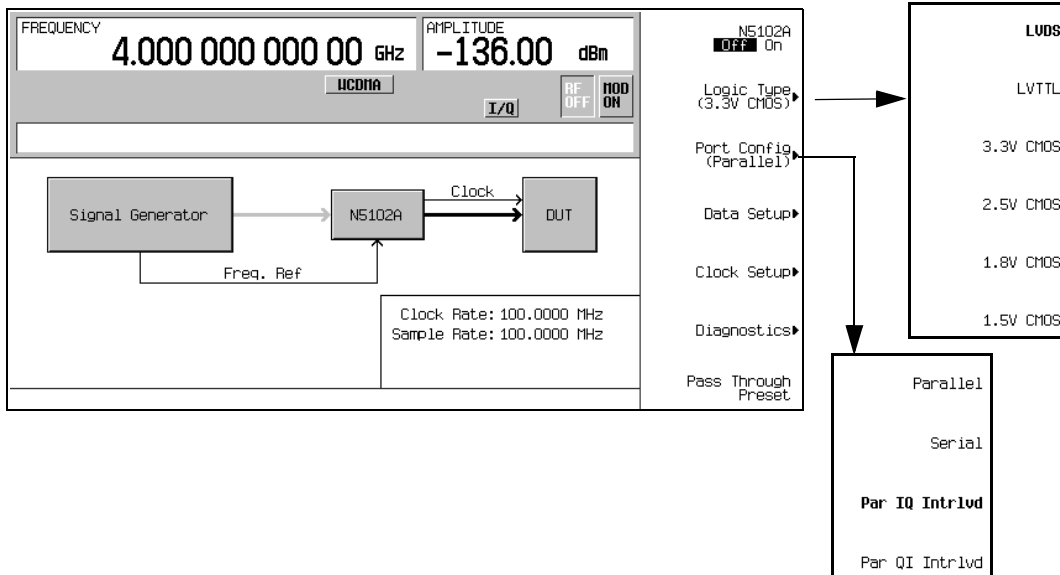 FREQUENCY
4.000 000 000 00 GHz
AMPLITUDE
-136.00 dBm
WCDMA
I/Q
RF OFF
MOD ON
Signal Generator
N5102A
Clock
DUT
Freq. Ref
Clock Rate: 100.0000 MHz
Sample Rate: 100.0000 MHz
N5102A
Off On
Logic Type
(3.3V CMOS)
Port Config
(Parallel)
Data Setup
Clock Setup
Diagnostics
Pass Through
Preset
LVDS
LVTTL
3.3V CMOS
2.5V CMOS
1.8V CMOS
1.5V CMOS
Parallel
Serial
Par IQ Intrlvd
Par QI Intrlvd